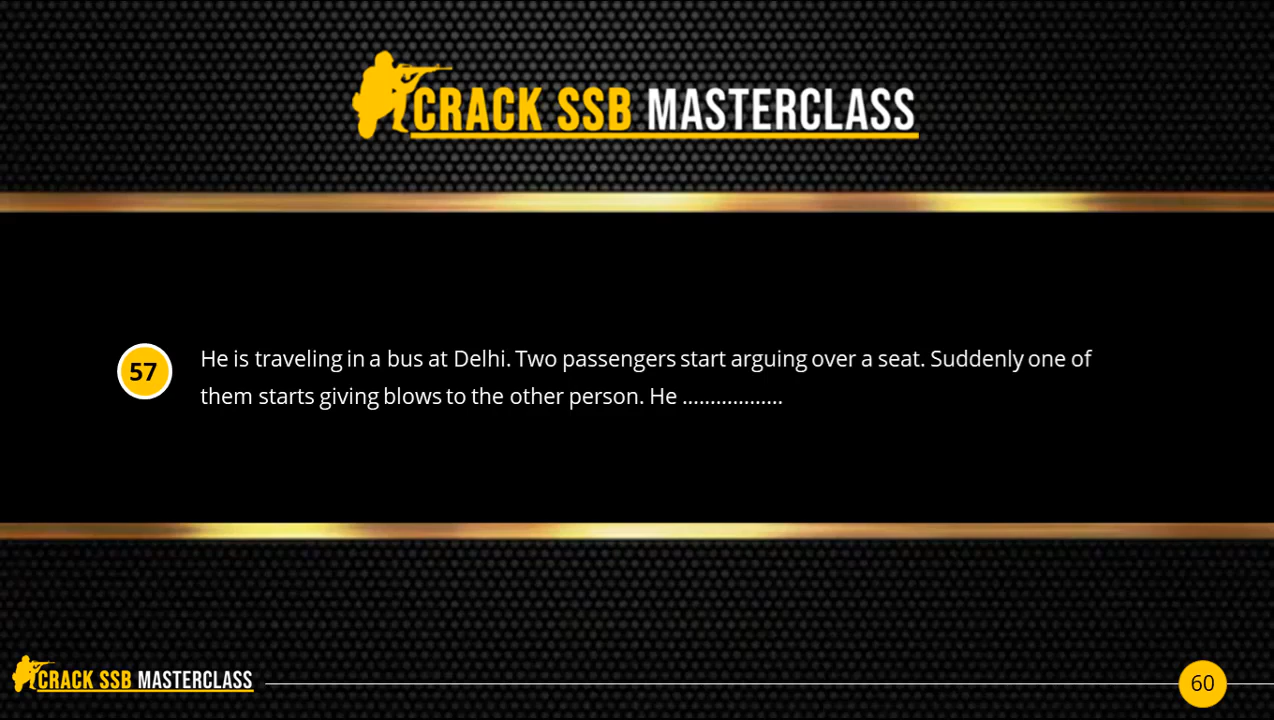 CRACK SSB MASTERCLASS
57
He is traveling in a bus at Delhi. Two passengers start arguing over a seat. Suddenly one of
them starts giving blows to the other person. He ……………..
CRACK SSB MASTERCLASS
60